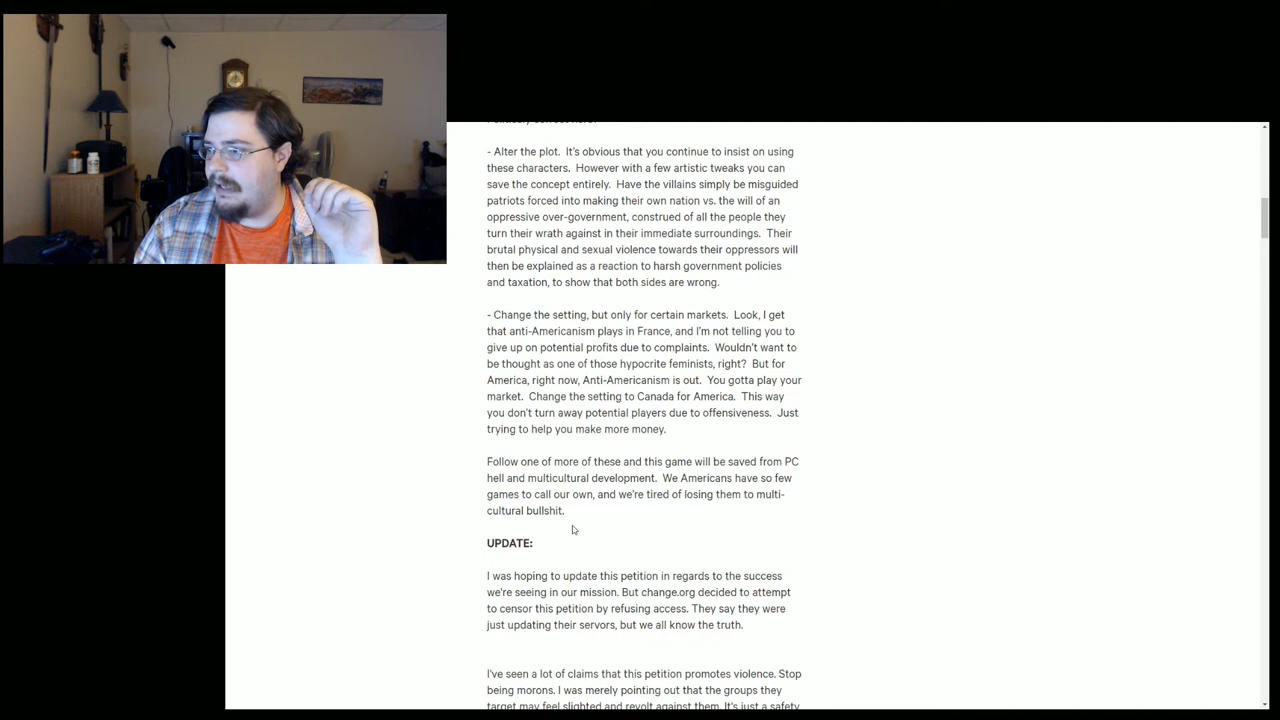 - Alter the plot.  It's obvious that you continue to insist on using
these characters.  However with a few artistic tweaks you can
save the concept entirely.  Have the villains simply be misguided
patriots forced into making their own nation vs. the will of an
oppressive over-government, construed of all the people they
turn their wrath against in their immediate surroundings.  Their
brutal physical and sexual violence towards their oppressors will
then be explained as a reaction to harsh government policies
and taxation, to show that both sides are wrong.
- Change the setting, but only for certain markets.  Look, I get
that anti-Americanism plays in France, and I'm not telling you to
give up on potential profits due to complaints.  Wouldn't want to
be thought as one of those hypocrite feminists, right?  But for
America, right now, Anti-Americanism is out.  You gotta play your
market.  Change the setting to Canada for America.  This way
you don't turn away potential players due to offensiveness.  Just
trying to help you make more money.
Follow one of more of these and this game will be saved from PC
hell and multicultural development.  We Americans have so few
games to call our own, and we're tired of losing them to multi-
cultural bullshit.
UPDATE:
I was hoping to update this petition in regards to the success
we're seeing in our mission. But change.org decided to attempt
to censor this petition by refusing access. They say they were
just updating their servors, but we all know the truth.
I've seen a lot of claims that this petition promotes violence. Stop
being morons. I was merely pointing out that the groups they
target may feel slighted and revolt against them. It's just a safety